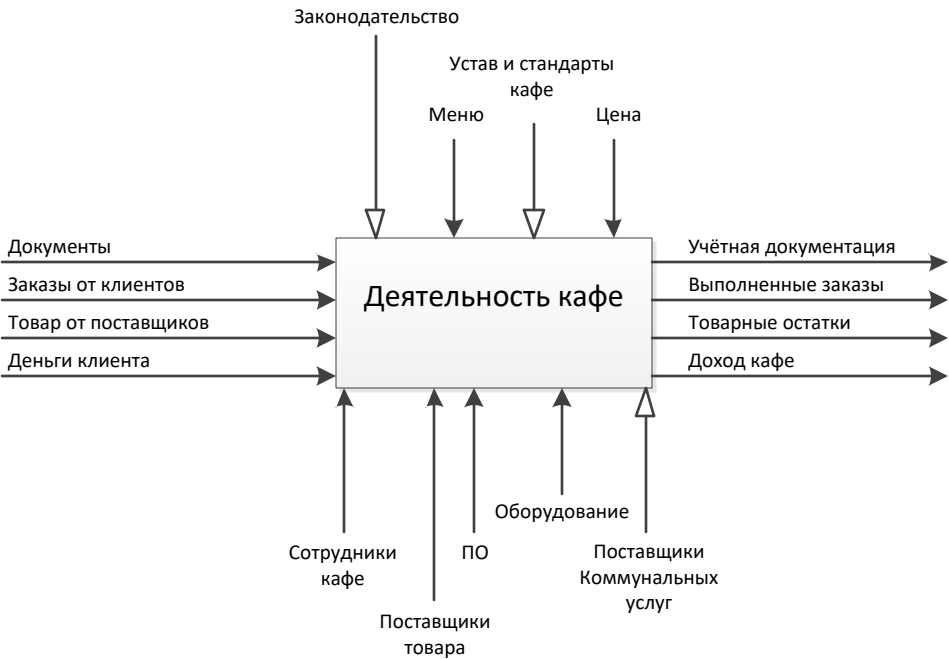 Законодательство
Устав и стандарты
кафе
Меню
Цена
Документы
Заказы от клиентов
Товар от поставщиков
Деньги клиента
Деятельность кафе
Учётная документация
Выполненные заказы
Товарные остатки
Доход кафе
Сотрудники
кафе
Поставщики
товара
ПО
Оборудование
Поставщики
Коммунальных
услуг